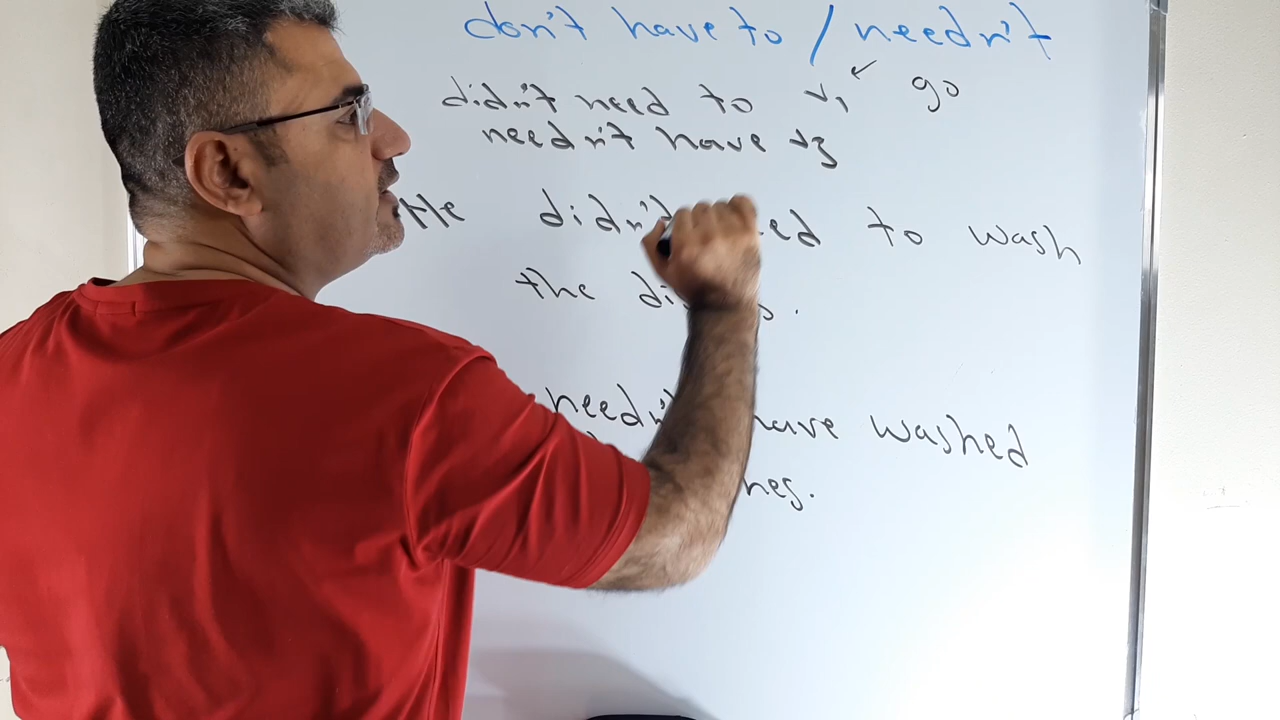 don't have to / needn't
didn't need to v1 ↙ go
needn't have v3
He didn't need to wash
the dishes.
needn't have washed